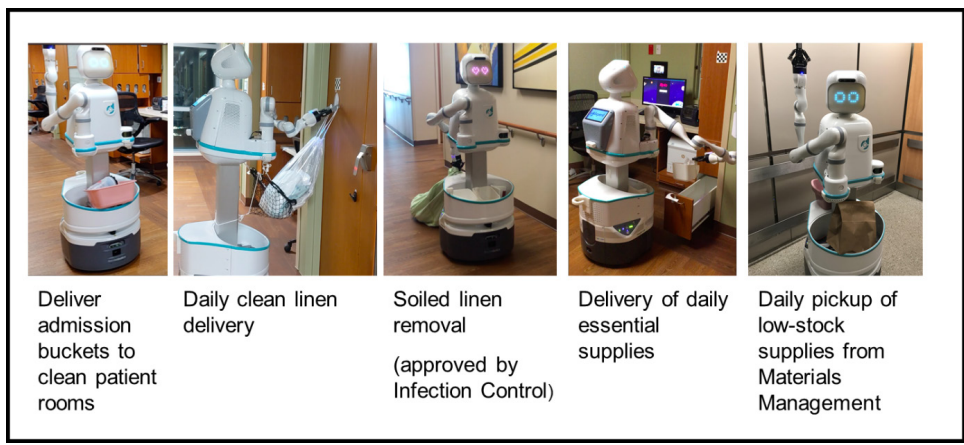 Deliver
admission
buckets to
clean patient
rooms
Daily clean linen
delivery
Soiled linen
removal
(approved by
Infection Control)
Delivery of daily
essential
supplies
Daily pickup of
low-stock
supplies from
Materials
Management